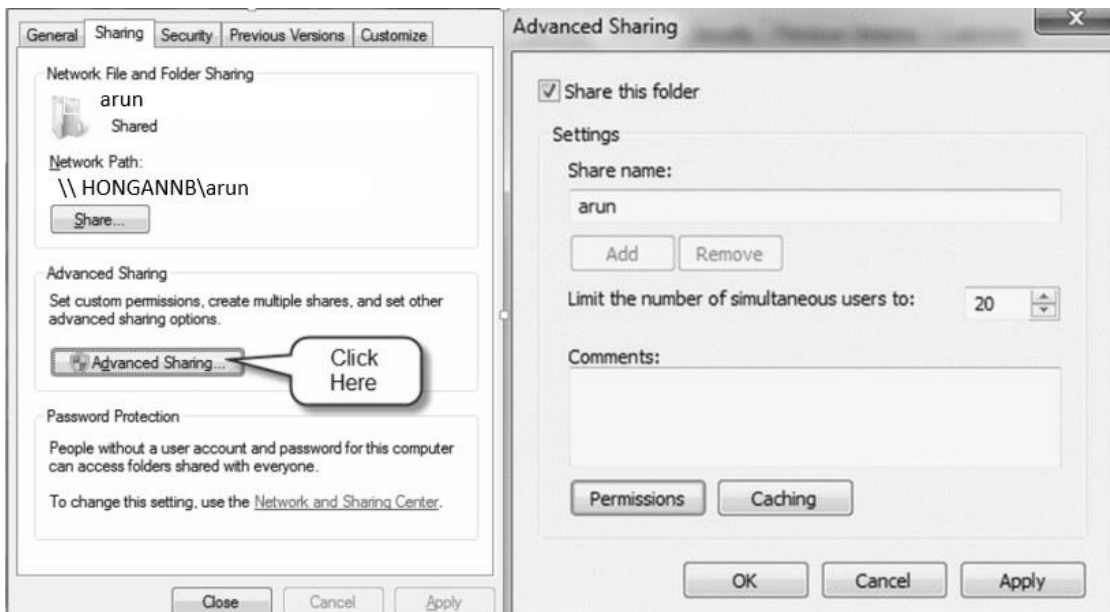 General Sharing Security Previous Versions Customize
Network File and Folder Sharing
arun
Shared
Network Path:
\\ HONGANNB\arun
Share...
Advanced Sharing
Set custom permissions, create multiple shares, and set other
advanced sharing options.
Advanced Sharing...
Click
Here
Password Protection
People without a user account and password for this computer
can access folders shared with everyone.
To change this setting, use the Network and Sharing Center.
Close Cancel Apply
Advanced Sharing
x
Share this folder
Settings
Share name:
arun
Add Remove
Limit the number of simultaneous users to: 20
Comments:
Permissions Caching
OK Cancel Apply